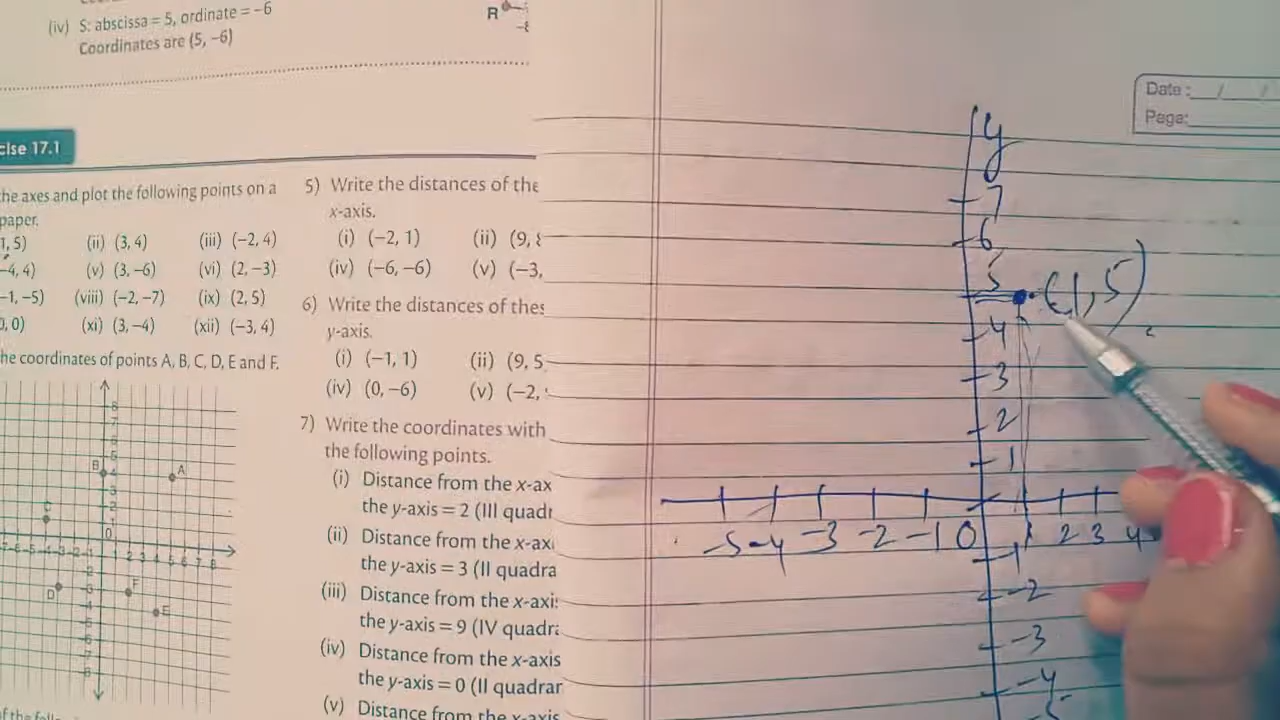 (iv) S: abscissa = 5, ordinate = −6
Coordinates are (5, −6)
R
cise 17.1
the axes and plot the following points on a
paper.
1, 5) (ii) (3, 4) (iii) (−2, 4)
−4, 4) (v) (3, −6) (vi) (2, −3)
−1, −5) (viii) (−2, −7) (ix) (2, 5)
0, 0) (xi) (3, −4) (xii) (−3, 4)
he coordinates of points A, B, C, D, E and F.
B A
C
D F E
5) Write the distances of the
x-axis.
(i) (−2, 1) (ii) (9,
(iv) (−6, −6) (v) (−3,
6) Write the distances of thes
y-axis.
(i) (−1, 1) (ii) (9, 5
(iv) (0, −6) (v) (−2,
7) Write the coordinates with
the following points.
(i) Distance from the x-ax
the y-axis = 2 (III quadr
(ii) Distance from the x-axi
the y-axis = 3 (II quadra
(iii) Distance from the x-axis
the y-axis = 9 (IV quadra
(iv) Distance from the x-axis
the y-axis = 0 (II quadrar
(v) Distance from the x-axis
Date : / /
Page:
y
7
6
5 (1, 5)
4
3
2
1
-5 -4 -3 -2 -1 0 1 2 3 4
-1
-2
-3
-4
-5